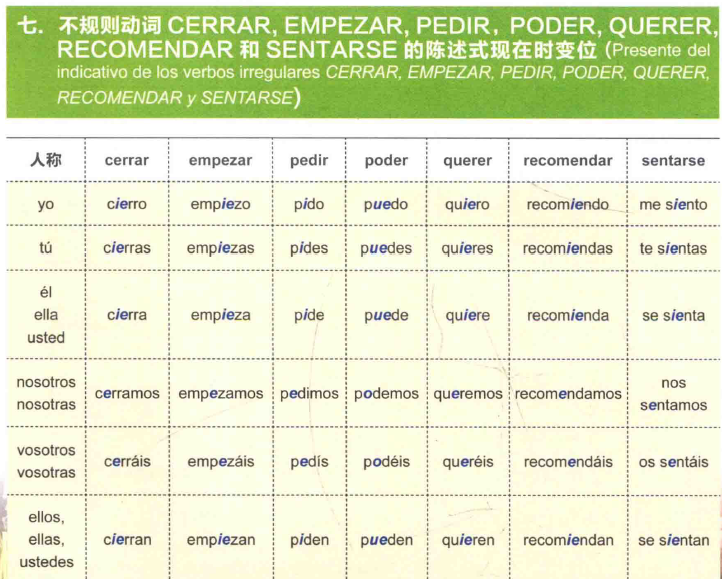 七. 不规则动词 CERRAR, EMPEZAR, PEDIR, PODER, QUERER,
RECOMENDAR 和 SENTARSE 的陈述式现在时变位 (Presente del
indicativo de los verbos irregulares CERRAR, EMPEZAR, PEDIR, PODER, QUERER,
RECOMENDAR y SENTARSE)
人称 cerrar empezar pedir poder querer recomendar sentarse
yo cierro empiezo pido puedo quiero recomiendo me siento
tú cierras empiezas pides puedes quieres recomiendas te sientas
él
ella
usted
cierra empieza pide puede quiere recomienda se sienta
nosotros
nosotras
cerramos empezamos pedimos podemos queremos recomendamos
nos
sentamos
vosotros
vosotras
cerráis empezáis pedís podéis queréis recomendáis os sentáis
ellos,
ellas,
ustedes
cierran empiezan piden pueden quieren recomiendan se sientan